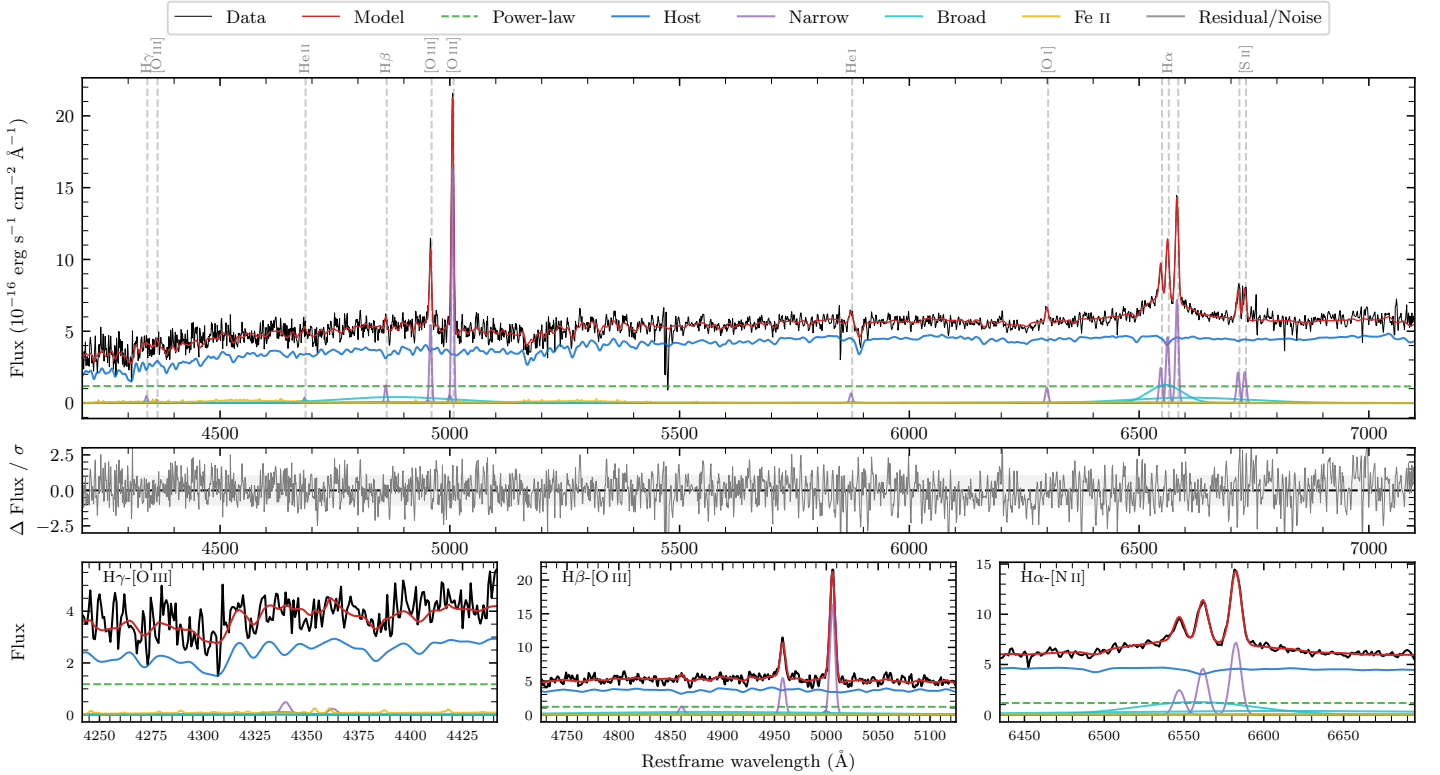 Data Model Power-law Host Narrow Broad Fe II Residual/Noise
Hγ [O III] He II Hβ [O III] [O III] He I [O I] Hα [S II]
Flux (10⁻¹⁶ erg s⁻¹ cm⁻² Å⁻¹)
20
15
10
5
0
4500 5000 5500 6000 6500 7000
Δ Flux / σ
2.5
0.0
−2.5
4500 5000 5500 6000 6500 7000
Flux
Hγ-[O III]
4
2
0
4250 4275 4300 4325 4350 4375 4400 4425
Hβ-[O III]
20
15
10
5
0
4750 4800 4850 4900 4950 5000 5050 5100
Hα-[N II]
15
10
5
0
6450 6500 6550 6600 6650
Restframe wavelength (Å)